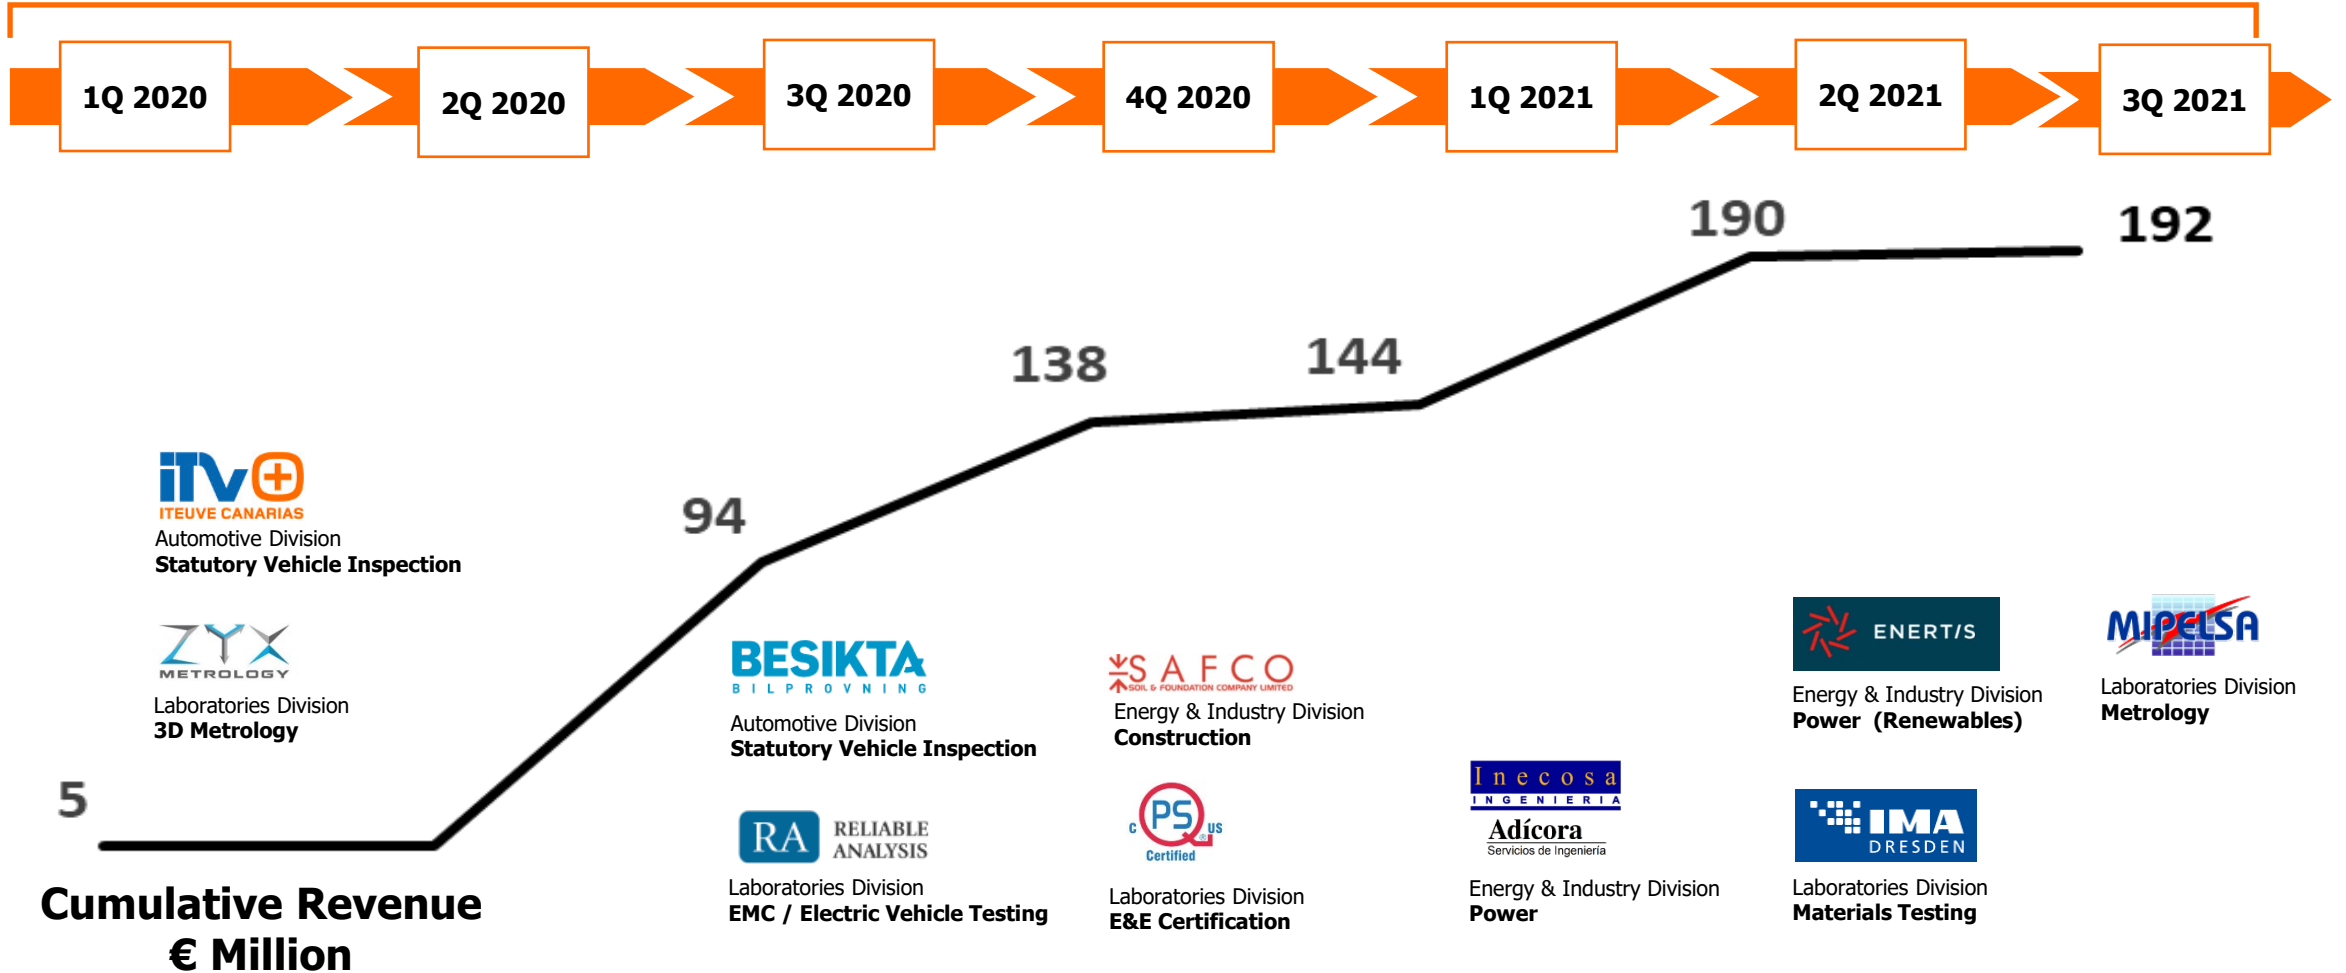 1Q 2020
2Q 2020
3Q 2020
4Q 2020
1Q 2021
2Q 2021
3Q 2021
5
94
138
144
190
192
Cumulative Revenue
€ Million
iTV
ITEUVE CANARIAS
Automotive Division
Statutory Vehicle Inspection
ZYX
METROLOGY
Laboratories Division
3D Metrology
BESIKTA
BILPROVNING
Automotive Division
Statutory Vehicle Inspection
RA RELIABLE
ANALYSIS
Laboratories Division
EMC / Electric Vehicle Testing
SAFCO
SOIL & FOUNDATION COMPANY LIMITED
Energy & Industry Division
Construction
c PS US
®
Certified
Laboratories Division
E&E Certification
Inecosa
INGENIERIA
Adícora
Servicios de Ingeniería
Energy & Industry Division
Power
ENERT/S
Energy & Industry Division
Power (Renewables)
IMA
DRESDEN
Laboratories Division
Materials Testing
MIPELSA
Laboratories Division
Metrology